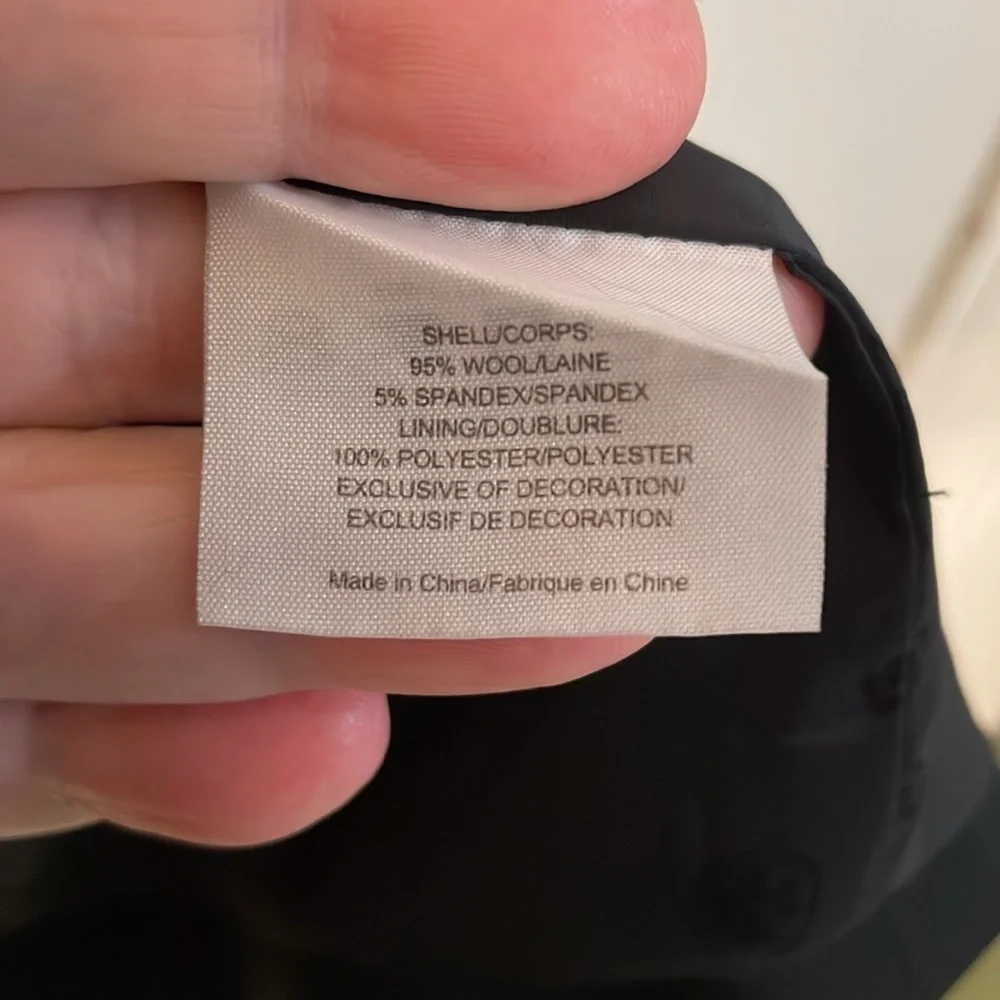 SHELL/CORPS:
95% WOOL/LAINE
5% SPANDEX/SPANDEX
LINING/DOUBLURE:
100% POLYESTER/POLYESTER
EXCLUSIVE OF DECORATION/
EXCLUSIF DE DECORATION
Made in China/Fabrique en Chine